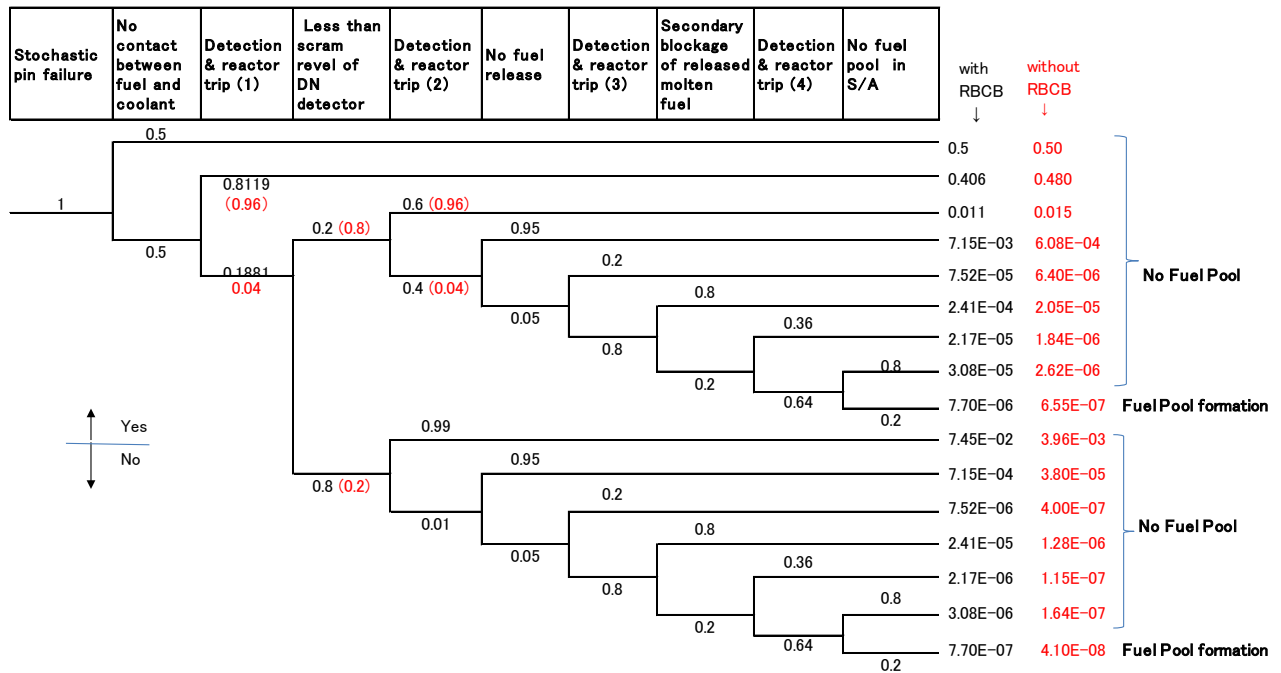 Stochastic
pin failure
No
contact
between
fuel and
coolant
Detection
& reactor
trip (1)
Less than
scram
revel of
DN
detector
Detection
& reactor
trip (2)
No fuel
release
Detection
& reactor
trip (3)
Secondary
blockage
of released
molten
fuel
Detection
& reactor
trip (4)
No fuel
pool in
S/A
with
RBCB
↓
without
RBCB
↓
0.5
0.5 0.50
0.8119
(0.96)
0.406 0.480
1
0.6 (0.96)
0.011 0.015
0.2 (0.8)
0.95
7.15E-03 6.08E-04
0.5
0.2
0.1881
0.04
0.4 (0.04)
7.52E-05 6.40E-06
No Fuel Pool
0.8
2.41E-04 2.05E-05
0.05
0.36
2.17E-05 1.84E-06
0.8
0.8
3.08E-05 2.62E-06
0.2
0.64
7.70E-06 6.55E-07 Fuel Pool formation
0.2
Yes
No
0.99
7.45E-02 3.96E-03
0.95
7.15E-04 3.80E-05
0.8 (0.2)
0.2
7.52E-06 4.00E-07
0.01
No Fuel Pool
0.8
2.41E-05 1.28E-06
0.05
0.36
2.17E-06 1.15E-07
0.8
0.8
3.08E-06 1.64E-07
0.2
0.64
7.70E-07 4.10E-08 Fuel Pool formation
0.2